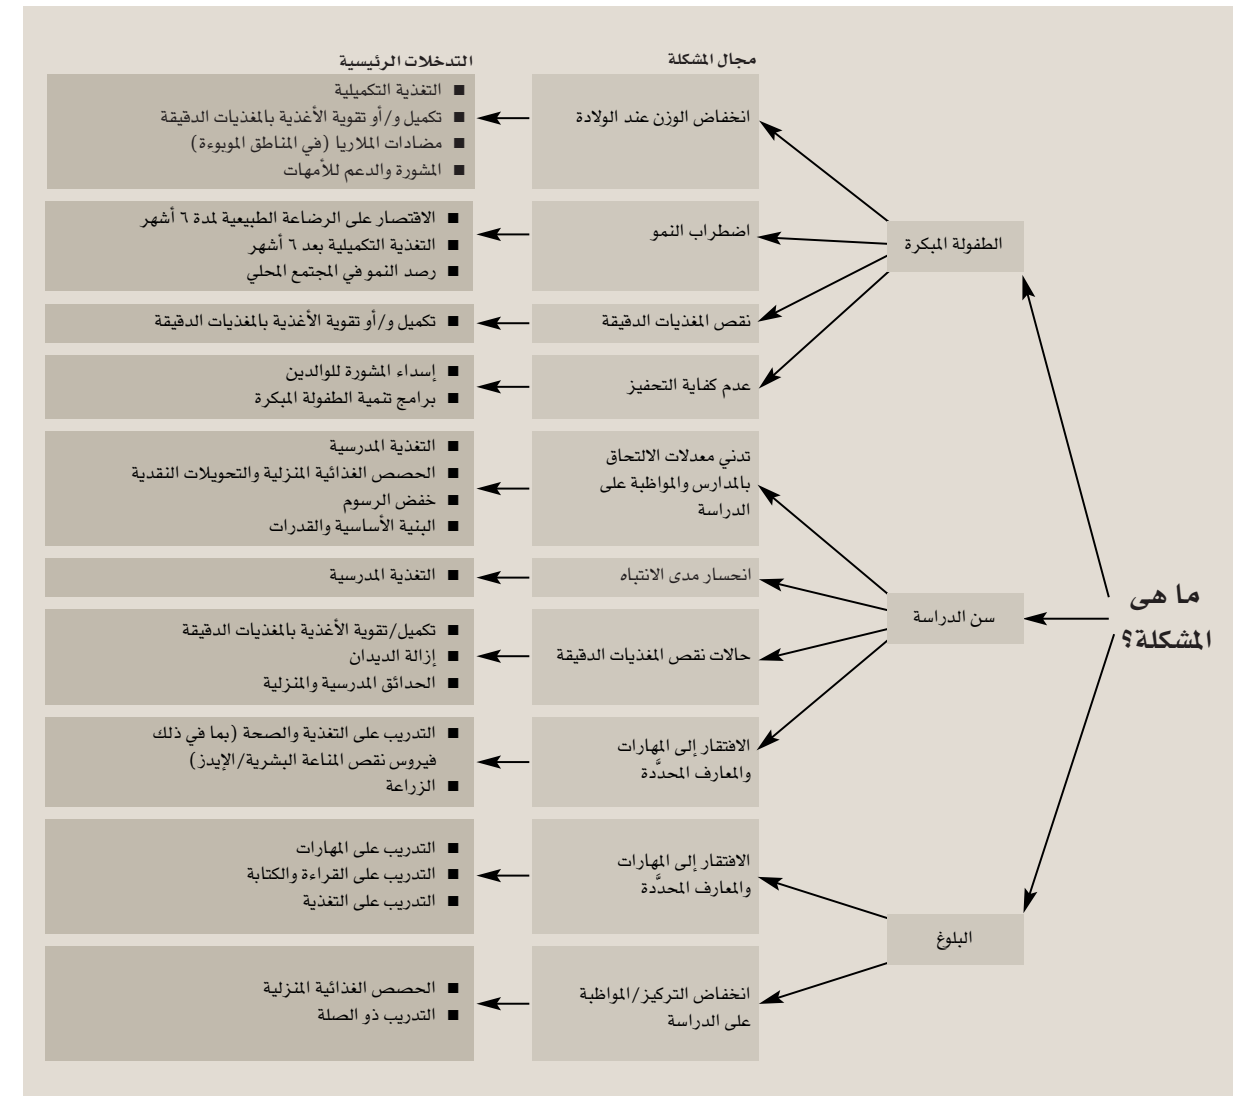 ما هى
المشكلة؟
الطفولة المبكرة
سن الدراسة
البلوغ
مجال المشكلة
التدخلات الرئيسية
انخفاض الوزن عند الولادة
■ التغذية التكميلية
■ تكميل و/أو تقوية الأغذية بالمغذيات الدقيقة
■ مضادات الملاريا (في المناطق الموبوءة)
■ المشورة والدعم للأمهات
اضطراب النمو
■ الاقتصار على الرضاعة الطبيعية لمدة ٦ أشهر
■ التغذية التكميلية بعد ٦ أشهر
■ رصد النمو في المجتمع المحلي
نقص المغذيات الدقيقة
■ تكميل و/أو تقوية الأغذية بالمغذيات الدقيقة
عدم كفاية التحفيز
■ إسداء المشورة للوالدين
■ برامج تنمية الطفولة المبكرة
تدني معدلات الالتحاق
بالمدارس والمواظبة على
الدراسة
■ التغذية المدرسية
■ الحصص الغذائية المنزلية والتحويلات النقدية
■ خفض الرسوم
■ البنية الأساسية والقدرات
انحسار مدى الانتباه
■ التغذية المدرسية
حالات نقص المغذيات الدقيقة
■ تكميل/تقوية الأغذية بالمغذيات الدقيقة
■ إزالة الديدان
■ الحدائق المدرسية والمنزلية
الافتقار إلى المهارات
والمعارف المحدَّدة
■ التدريب على التغذية والصحة (بما في ذلك
فيروس نقص المناعة البشرية/الإيدز)
■ الزراعة
الافتقار إلى المهارات
والمعارف المحدَّدة
■ التدريب على المهارات
■ التدريب على القراءة والكتابة
■ التدريب على التغذية
انخفاض التركيز/المواظبة
على الدراسة
■ الحصص الغذائية المنزلية
■ التدريب ذو الصلة